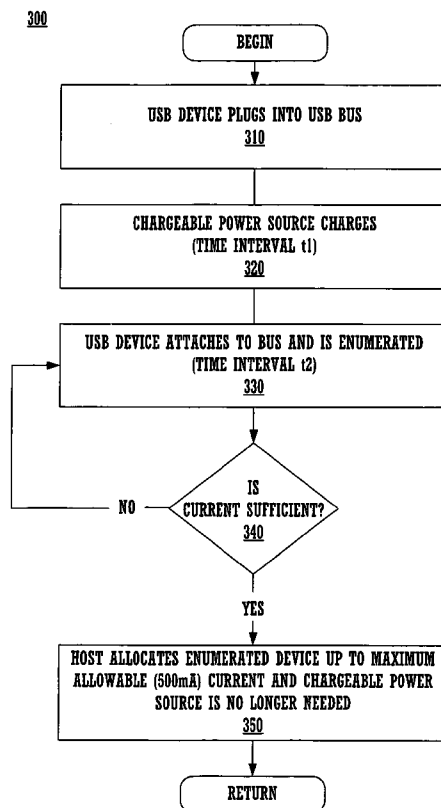 300
BEGIN
USB DEVICE PLUGS INTO USB BUS
310
CHARGEABLE POWER SOURCE CHARGES
(TIME INTERVAL t1)
320
USB DEVICE ATTACHES TO BUS AND IS ENUMERATED
(TIME INTERVAL t2)
330
IS
CURRENT SUFFICIENT?
340
NO
YES
HOST ALLOCATES ENUMERATED DEVICE UP TO MAXIMUM
ALLOWABLE (500mA) CURRENT AND CHARGEABLE POWER
SOURCE IS NO LONGER NEEDED
350
RETURN